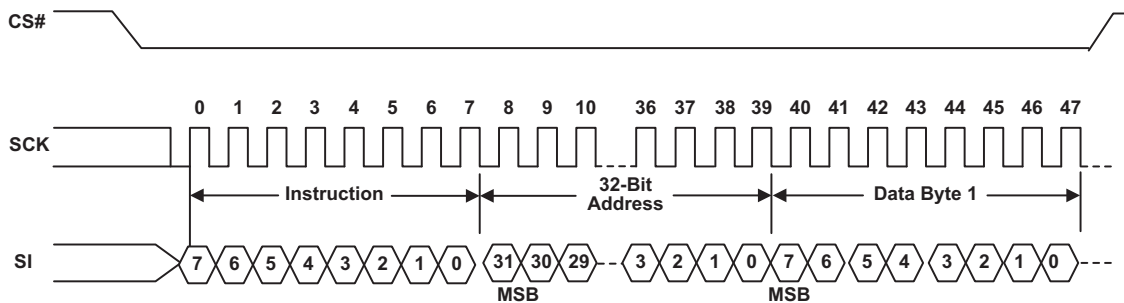 CS#
0 1 2 3 4 5 6 7 8 9 10 36 37 38 39 40 41 42 43 44 45 46 47
SCK
Instruction
32-Bit
Address
Data Byte 1
SI
7 6 5 4 3 2 1 0 31 30 29 3 2 1 0 7 6 5 4 3 2 1 0
MSB MSB